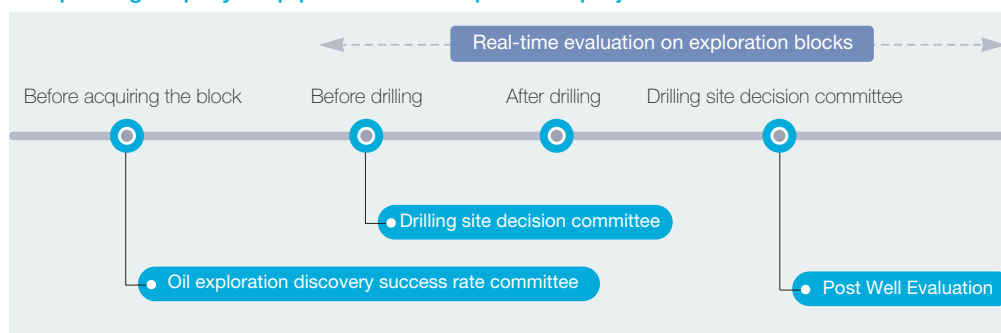 Real-time evaluation on exploration blocks
Before acquiring the block Before drilling After drilling Drilling site decision committee
Drilling site decision committee
Oil exploration discovery success rate committee
Post Well Evaluation